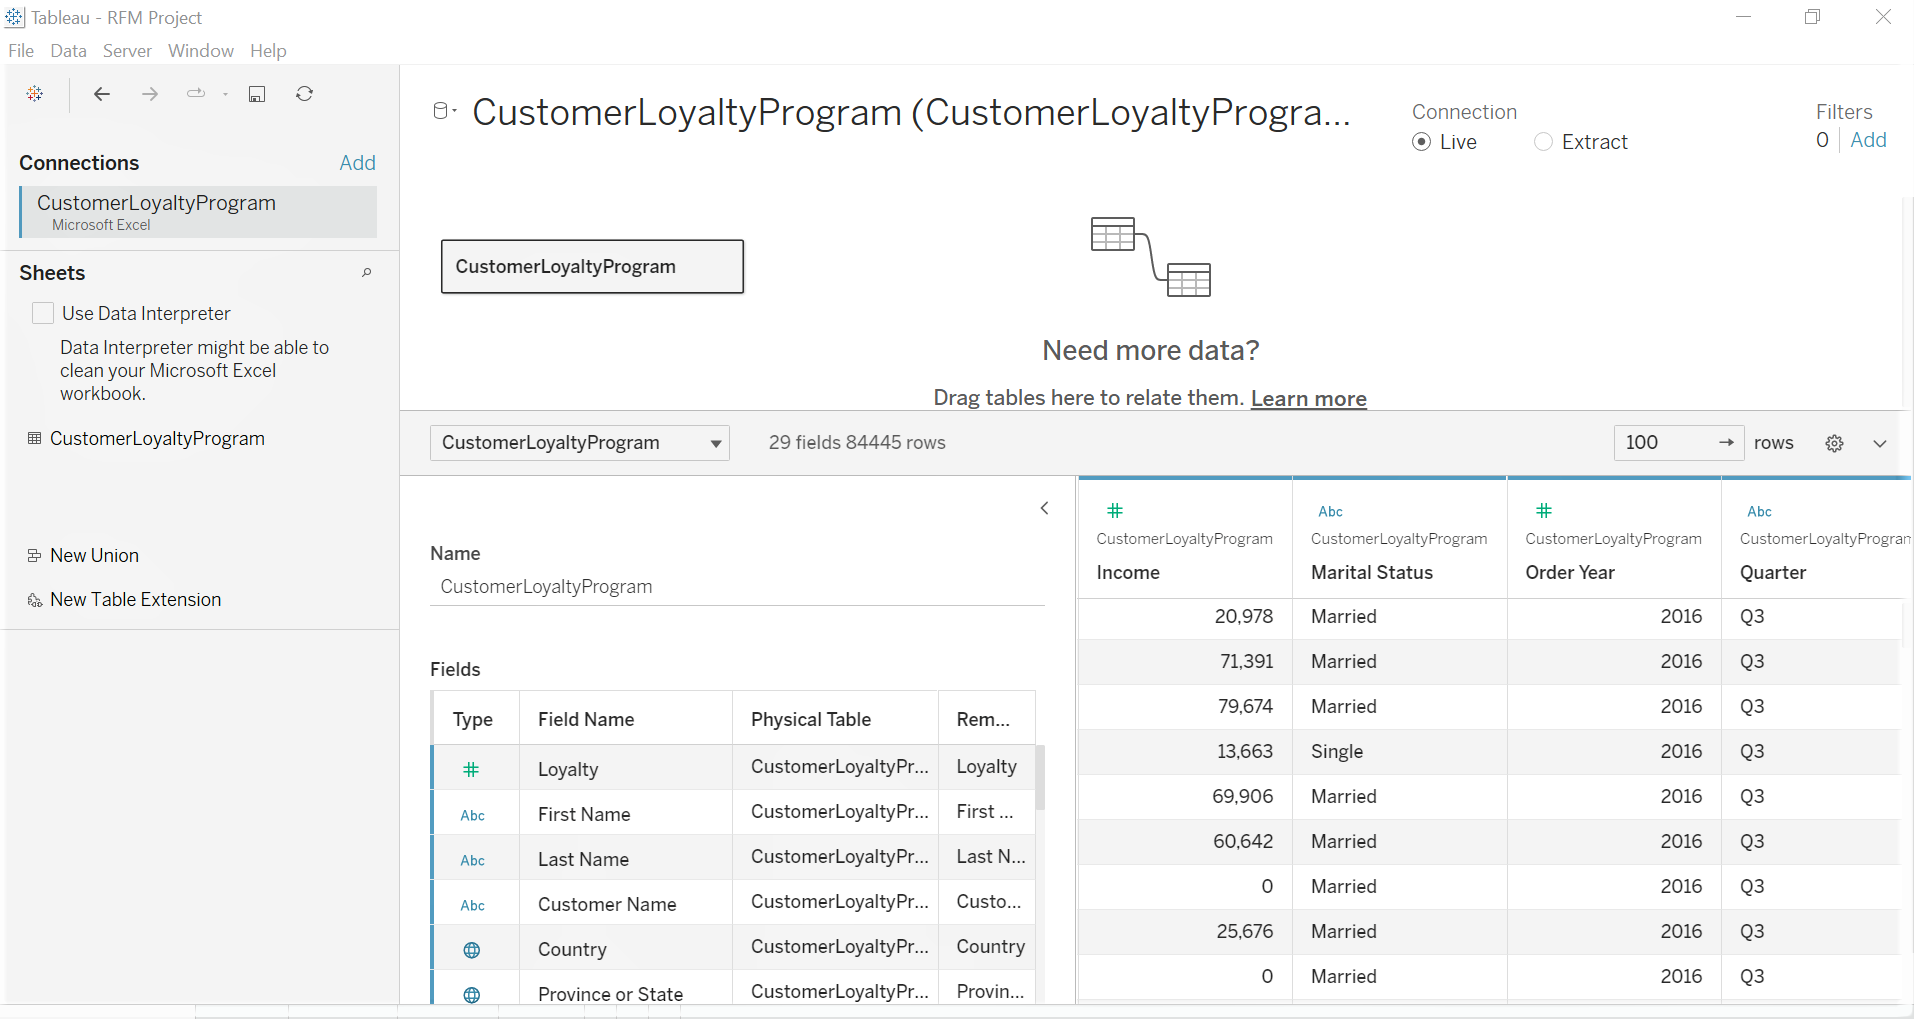 Tableau - RFM Project
File Data Server Window Help
Connections Add
CustomerLoyaltyProgram
Microsoft Excel
Sheets
Use Data Interpreter
Data Interpreter might be able to
clean your Microsoft Excel
workbook.
CustomerLoyaltyProgram
New Union
New Table Extension
CustomerLoyaltyProgram (CustomerLoyaltyProgra...
Connection
Live Extract
Filters
0 Add
CustomerLoyaltyProgram
Need more data?
Drag tables here to relate them. Learn more
CustomerLoyaltyProgram 29 fields 84445 rows 100 rows
Name
CustomerLoyaltyProgram
Fields
Type Field Name Physical Table Rem...
# Loyalty CustomerLoyaltyPr... Loyalty
Abc First Name CustomerLoyaltyPr... First ...
Abc Last Name CustomerLoyaltyPr... Last N...
Abc Customer Name CustomerLoyaltyPr... Custo...
Country CustomerLoyaltyPr... Country
Province or State CustomerLoyaltyPr... Provin...
# Abc # Abc
CustomerLoyaltyProgram CustomerLoyaltyProgram CustomerLoyaltyProgram CustomerLoyaltyProgram
Income Marital Status Order Year Quarter
20,978 Married 2016 Q3
71,391 Married 2016 Q3
79,674 Married 2016 Q3
13,663 Single 2016 Q3
69,906 Married 2016 Q3
60,642 Married 2016 Q3
0 Married 2016 Q3
25,676 Married 2016 Q3
0 Married 2016 Q3